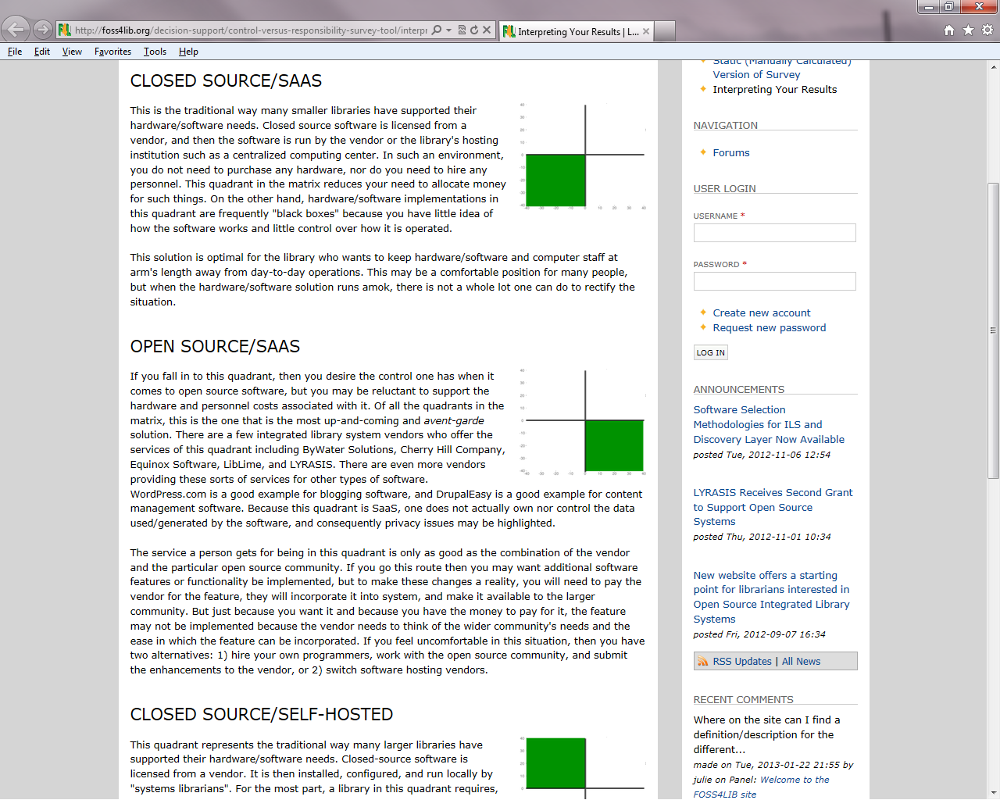 http://foss4lib.org/decision-support/control-versus-responsibility-survey-tool/interpr
Interpreting Your Results | L...
File Edit View Favorites Tools Help
CLOSED SOURCE/SAAS
This is the traditional way many smaller libraries have supported their
hardware/software needs. Closed source software is licensed from a
vendor, and then the software is run by the vendor or the library's hosting
institution such as a centralized computing center. In such an environment,
you do not need to purchase any hardware, nor do you need to hire any
personnel. This quadrant in the matrix reduces your need to allocate money
for such things. On the other hand, hardware/software implementations in
this quadrant are frequently "black boxes" because you have little idea of
how the software works and little control over how it is operated.
This solution is optimal for the library who wants to keep hardware/software and computer staff at
arm's length away from day-to-day operations. This may be a comfortable position for many people,
but when the hardware/software solution runs amok, there is not a whole lot one can do to rectify the
situation.
OPEN SOURCE/SAAS
If you fall in to this quadrant, then you desire the control one has when it
comes to open source software, but you may be reluctant to support the
hardware and personnel costs associated with it. Of all the quadrants in the
matrix, this is the one that is the most up-and-coming and avent-garde
solution. There are a few integrated library system vendors who offer the
services of this quadrant including ByWater Solutions, Cherry Hill Company,
Equinox Software, LibLime, and LYRASIS. There are even more vendors
providing these sorts of services for other types of software.
WordPress.com is a good example for blogging software, and DrupalEasy is a good example for content
management software. Because this quadrant is SaaS, one does not actually own nor control the data
used/generated by the software, and consequently privacy issues may be highlighted.
The service a person gets for being in this quadrant is only as good as the combination of the vendor
and the particular open source community. If you go this route then you may want additional software
features or functionality be implemented, but to make these changes a reality, you will need to pay the
vendor for the feature, they will incorporate it into system, and make it available to the larger
community. But just because you want it and because you have the money to pay for it, the feature
may not be implemented because the vendor needs to think of the wider community's needs and the
ease in which the feature can be incorporated. If you feel uncomfortable in this situation, then you have
two alternatives: 1) hire your own programmers, work with the open source community, and submit
the enhancements to the vendor, or 2) switch software hosting vendors.
CLOSED SOURCE/SELF-HOSTED
This quadrant represents the traditional way many larger libraries have
supported their hardware/software needs. Closed-source software is
licensed from a vendor. It is then installed, configured, and run locally by
"systems librarians". For the most part, a library in this quadrant requires,
Static (Manually Calculated)
Version of Survey
Interpreting Your Results
NAVIGATION
Forums
USER LOGIN
USERNAME *
PASSWORD *
Create new account
Request new password
LOG IN
ANNOUNCEMENTS
Software Selection
Methodologies for ILS and
Discovery Layer Now Available
posted Tue, 2012-11-06 12:54
LYRASIS Receives Second Grant
to Support Open Source
Systems
posted Thu, 2012-11-01 10:34
New website offers a starting
point for librarians interested in
Open Source Integrated Library
Systems
posted Fri, 2012-09-07 16:34
RSS Updates | All News
RECENT COMMENTS
Where on the site can I find a
definition/description for the
different...
made on Tue, 2013-01-22 21:55 by
julie on Panel: Welcome to the
FOSS4LIB site